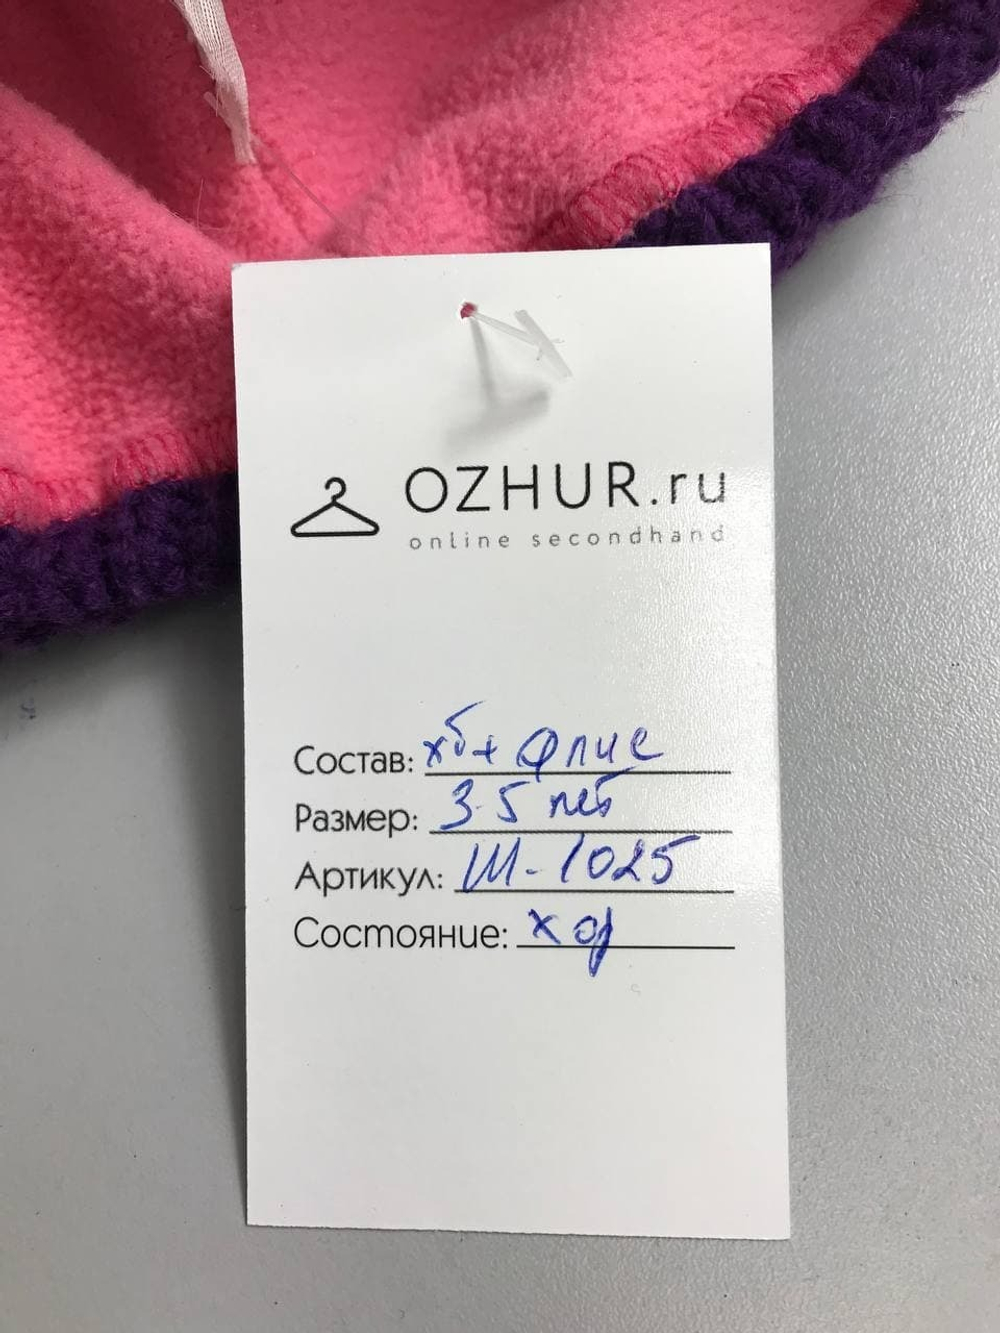 OZHUR.ru
online secondhand
Состав: хб + флис
Размер: 3-5 лет
Артикул: Ш-1025
Состояние: хор